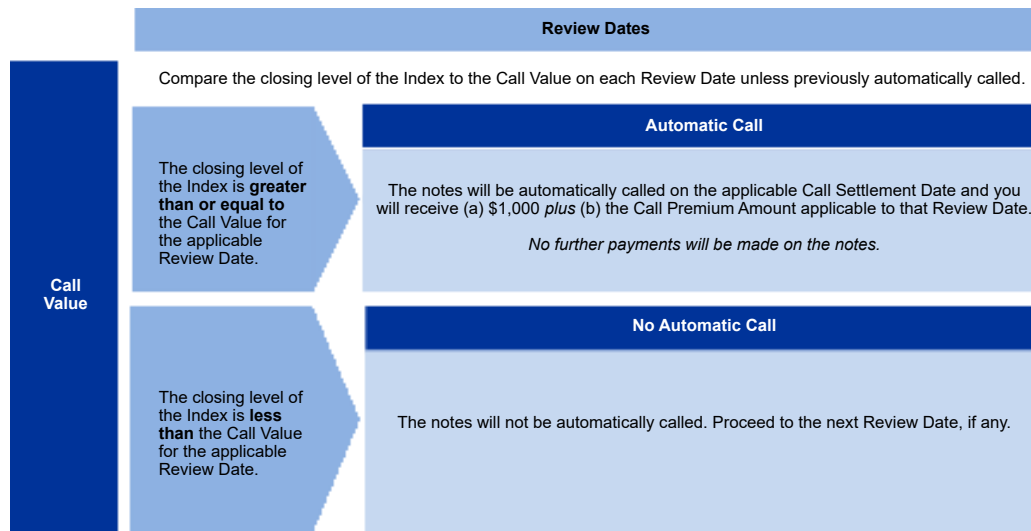 Review Dates
Compare the closing level of the Index to the Call Value on each Review Date unless previously automatically called.
Call
Value
The closing level of
the Index is greater
than or equal to
the Call Value for
the applicable
Review Date.
Automatic Call
The notes will be automatically called on the applicable Call Settlement Date and you
will receive (a) $1,000 plus (b) the Call Premium Amount applicable to that Review Date.
No further payments will be made on the notes.
The closing level of
the Index is less
than the Call Value
for the applicable
Review Date.
No Automatic Call
The notes will not be automatically called. Proceed to the next Review Date, if any.